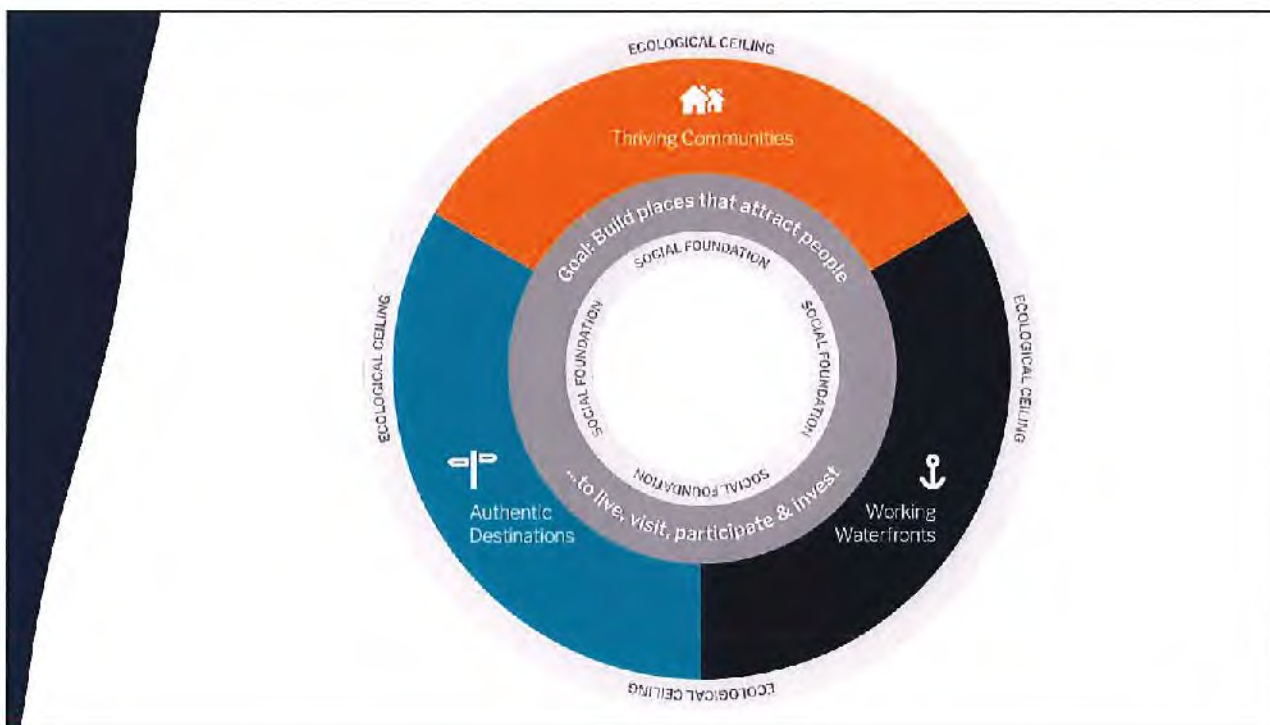 ECOLOGICAL CEILING
Thriving Communities
Goal: Build places that attract people
SOCIAL FOUNDATION
ECOLOGICAL CEILING
SOCIAL FOUNDATION
SOCIAL FOUNDATION
ECOLOGICAL CEILING
SOCIAL FOUNDATION
...to live, visit, participate & invest
Authentic
Destinations
Working
Waterfronts
ECOLOGICAL CEILING